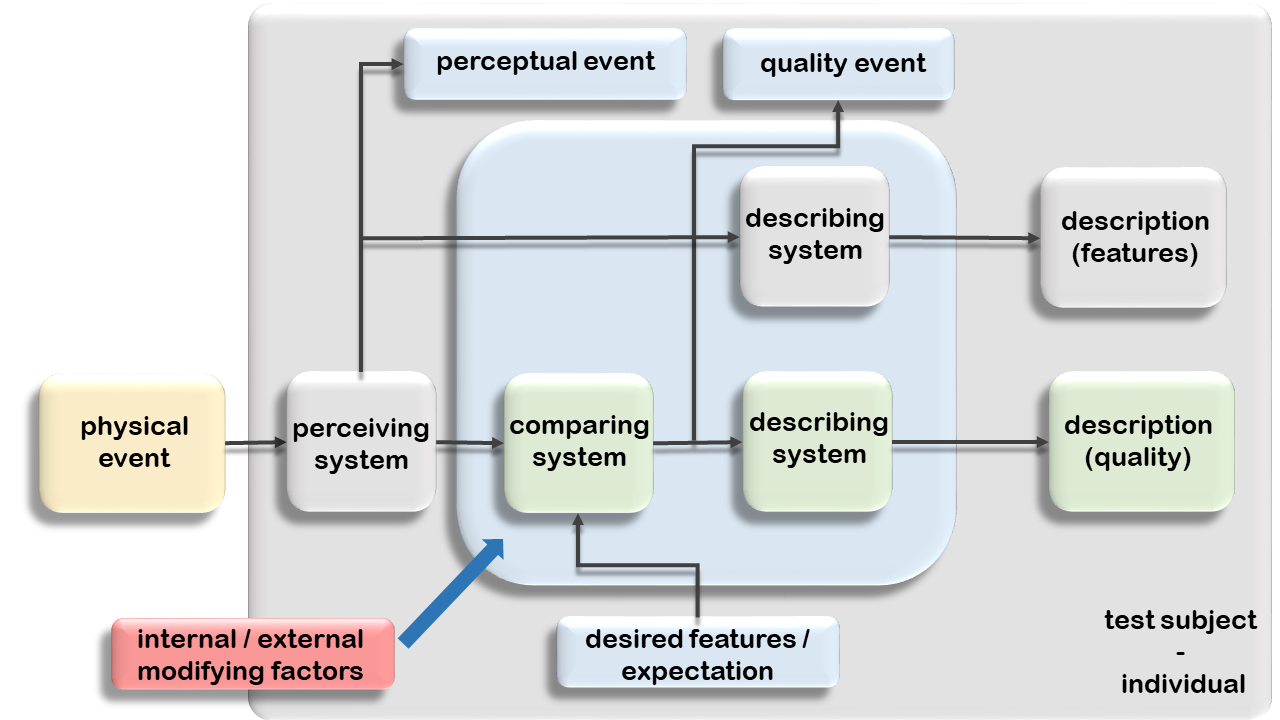 perceptual event
quality event
describing
system
description
(features)
physical
event
perceiving
system
comparing
system
describing
system
description
(quality)
internal / external
modifying factors
desired features /
expectation
test subject
-
individual